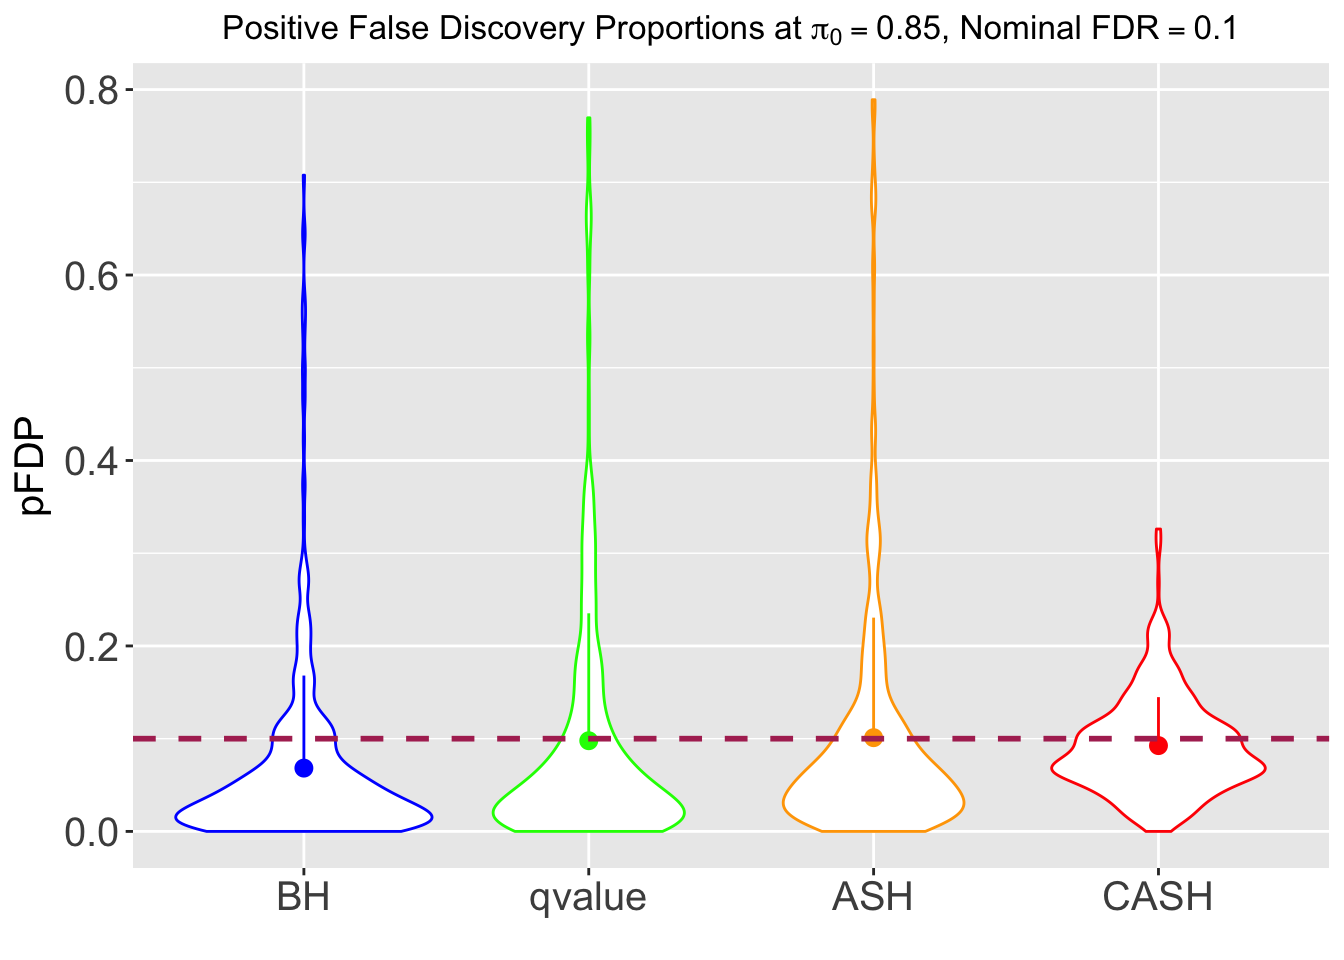 Positive False Discovery Proportions at π₀ = 0.85, Nominal FDR = 0.1
pFDP
0.8
0.6
0.4
0.2
0.0
BH
qvalue
ASH
CASH